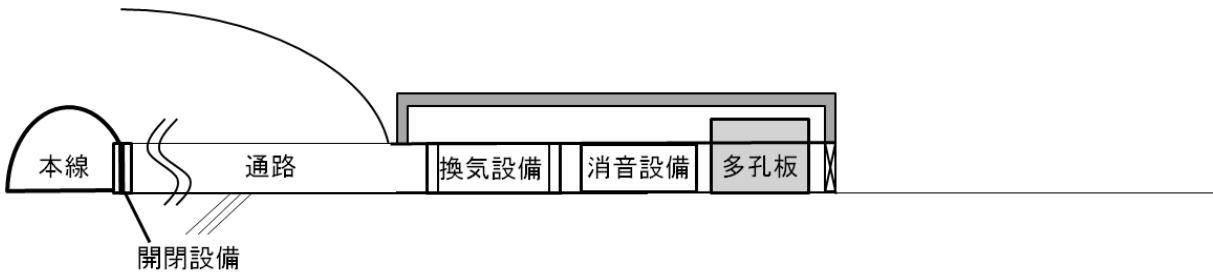 本線
通路
換気設備
消音設備
多孔板
開閉設備